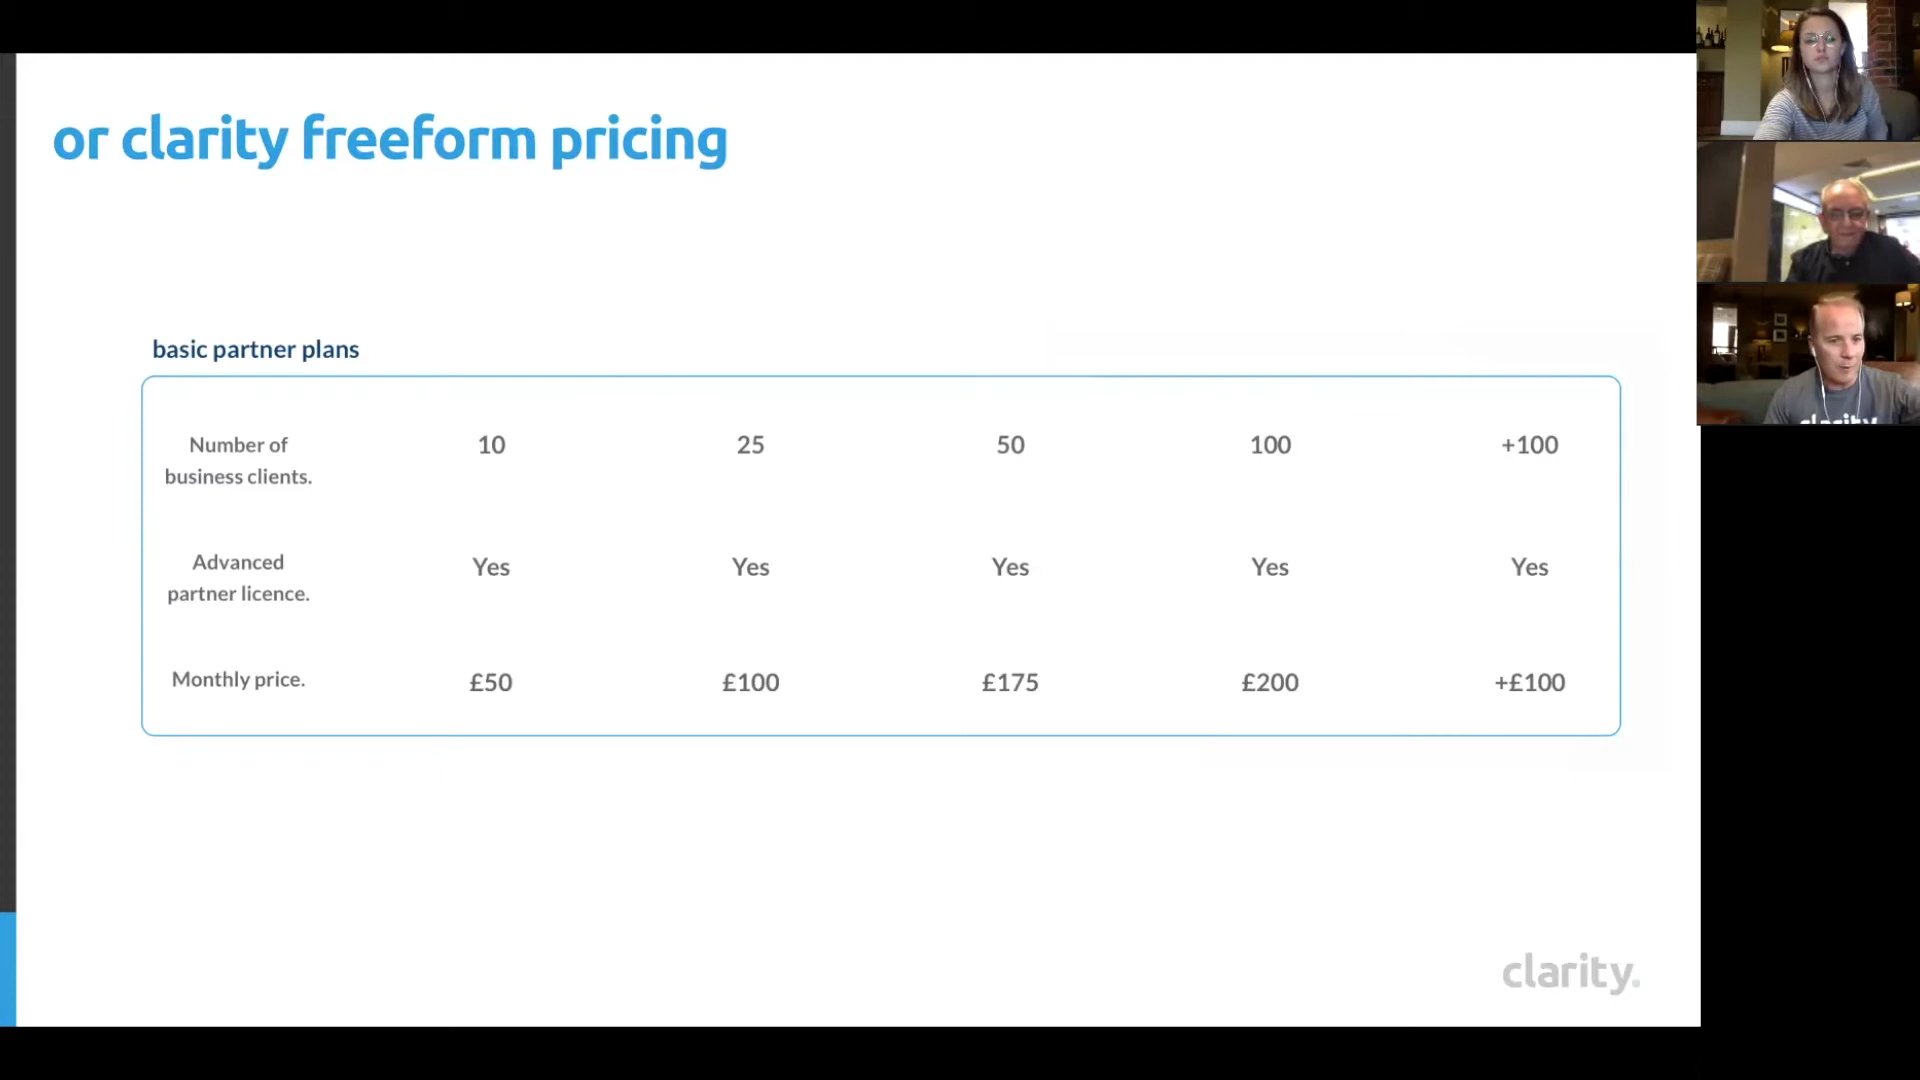 or clarity freeform pricing
basic partner plans
Number of business clients. 10 25 50 100 +100
Advanced partner licence. Yes Yes Yes Yes Yes
Monthly price. £50 £100 £175 £200 +£100
clarity.
clarity